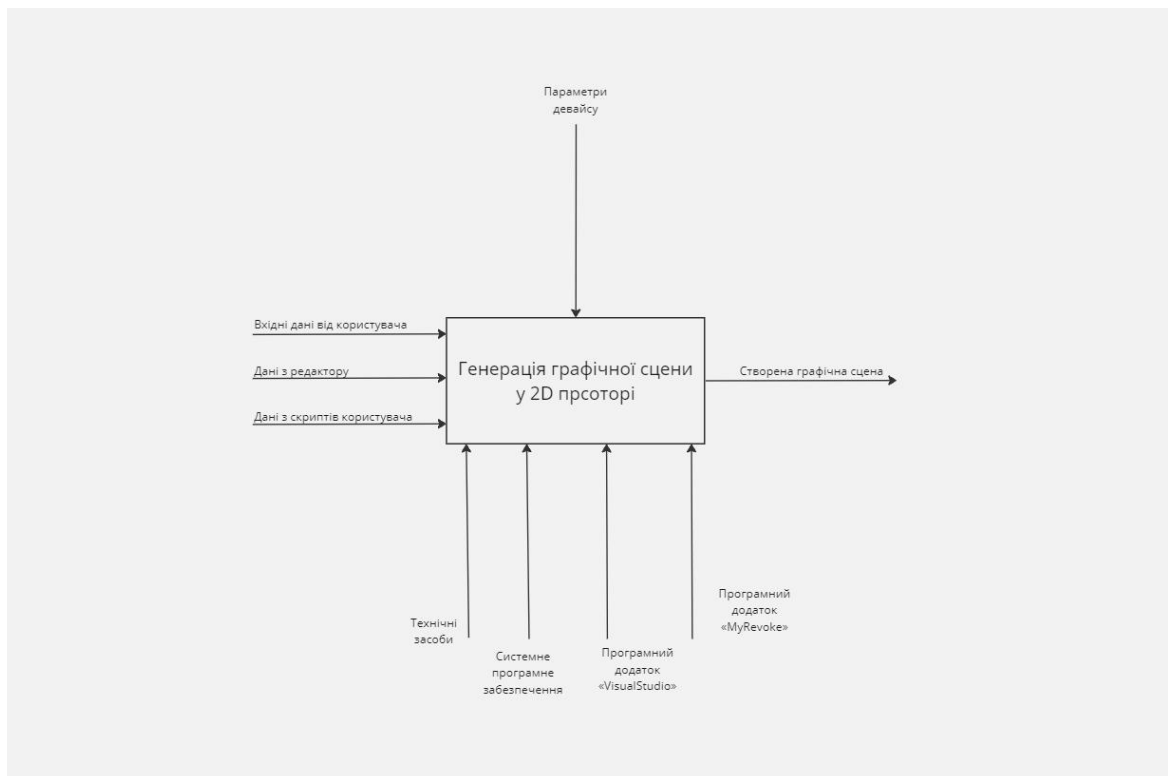 Параметри
девайсу
Вхідні дані від користувача
Дані з редактору
Дані з скриптів користувача
Генерація графічної сцени
у 2D прсоторі
Створена графічна сцена
Технічні
засоби
Системне
програмне
забезпечення
Програмний
додаток
«VisualStudio»
Програмний
додаток
«MyRevoke»